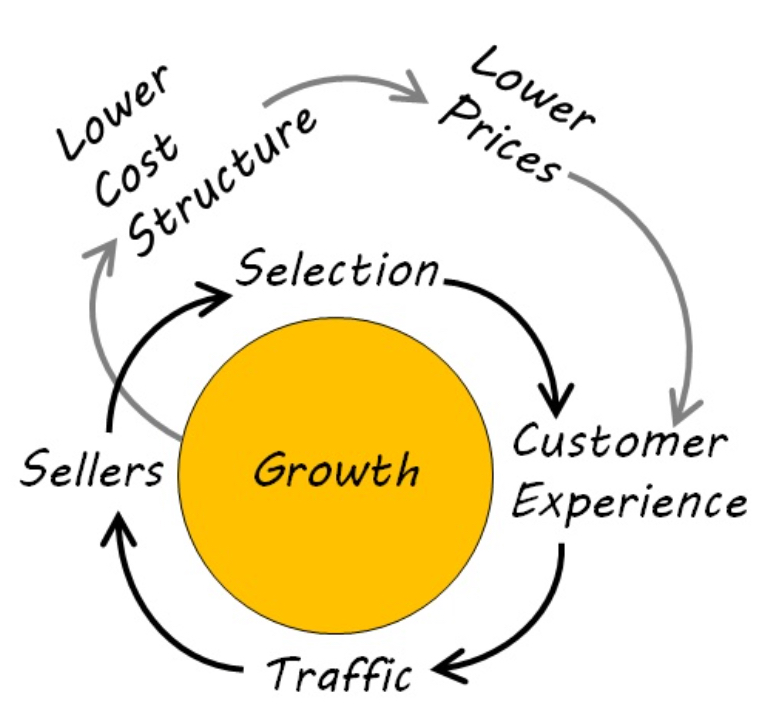 Lower
Cost
Structure
Lower
Prices
Selection
Customer
Experience
Traffic
Sellers
Growth